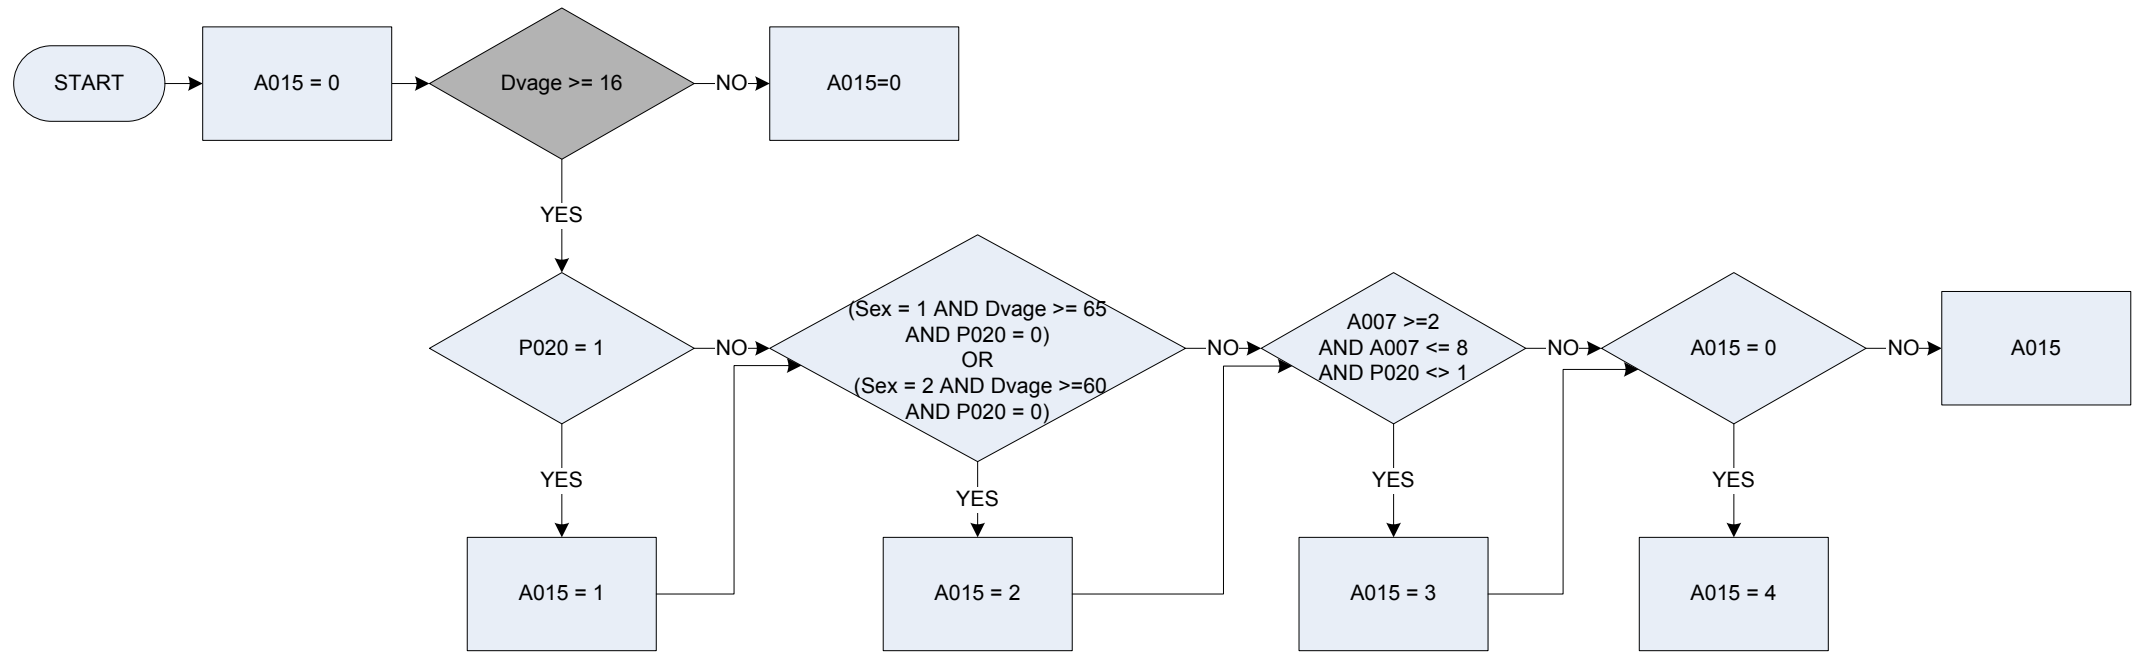 START
A015 = 0
Dvage >= 16
NO
A015=0
YES
P020 = 1
NO
(Sex = 1 AND Dvage >= 65
AND P020 = 0)
OR
(Sex = 2 AND Dvage >=60
AND P020 = 0)
NO
A007 >=2
AND A007 <= 8
AND P020 <> 1
NO
A015 = 0
NO
A015
YES
YES
YES
YES
A015 = 1
A015 = 2
A015 = 3
A015 = 4